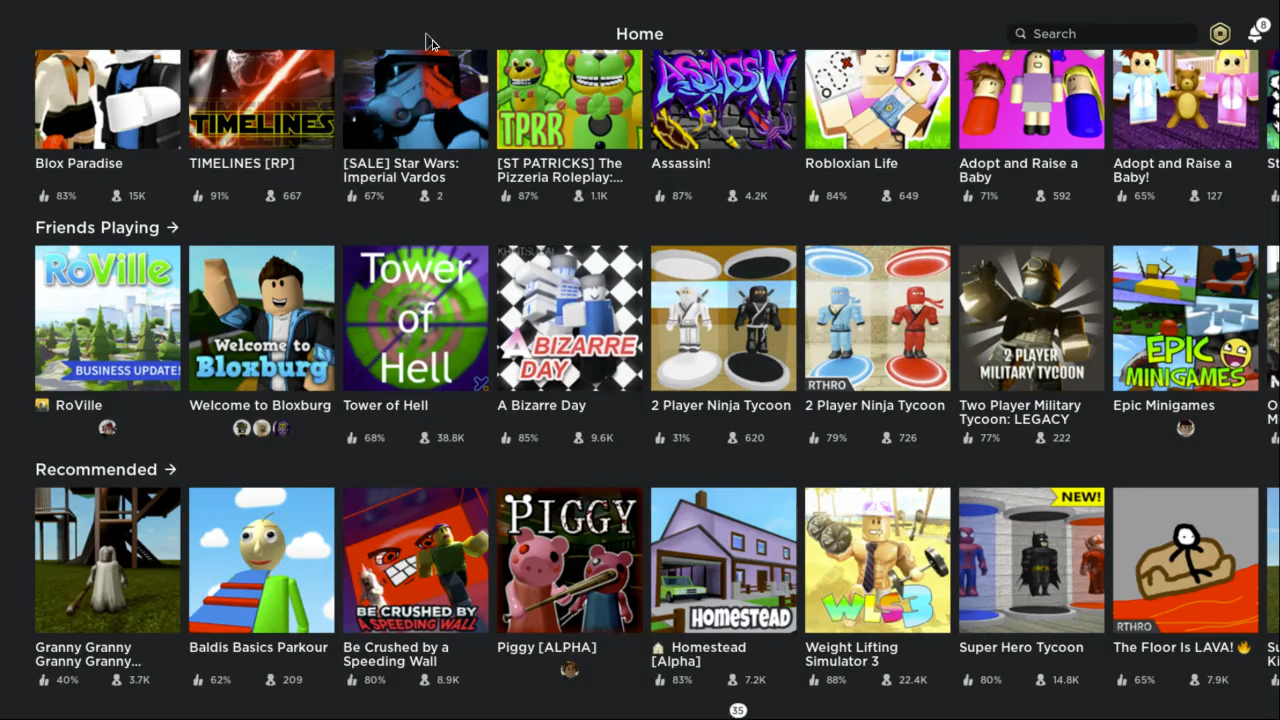 Home
Search
8
TIMELINES
TPRR
ASSASSIN
Blox Paradise
TIMELINES [RP]
[SALE] Star Wars:
Imperial Vardos
[ST PATRICKS] The
Pizzeria Roleplay:...
Assassin!
Robloxian Life
Adopt and Raise a
Baby
Adopt and Raise a
Baby!
St
83% 15K
91% 667
67% 2
87% 1.1K
87% 4.2K
84% 649
71% 592
65% 127
Friends Playing →
RoVille
BUSINESS UPDATE!
Welcome to
Bloxburg
Tower
of
Hell
A BIZARRE
DAY
RTHRO
2 PLAYER
MILITARY TYCOON
EPIC
MINIGAMES
RoVille
Welcome to Bloxburg
Tower of Hell
A Bizarre Day
2 Player Ninja Tycoon
2 Player Ninja Tycoon
Two Player Military
Tycoon: LEGACY
Epic Minigames
O
M
68% 38.8K
85% 9.6K
31% 620
79% 726
77% 222
Recommended →
BE CRUSHED BY
A SPEEDING WALL
PIGGY
HOMESTEAD
WLS3
NEW!
RTHRO
Granny Granny
Granny Granny...
Baldis Basics Parkour
Be Crushed by a
Speeding Wall
Piggy [ALPHA]
🏠 Homestead
[Alpha]
Weight Lifting
Simulator 3
Super Hero Tycoon
The Floor Is LAVA! 🔥
Su
Ki
40% 3.7K
62% 209
80% 8.9K
83% 7.2K
88% 22.4K
80% 14.8K
65% 7.9K
35